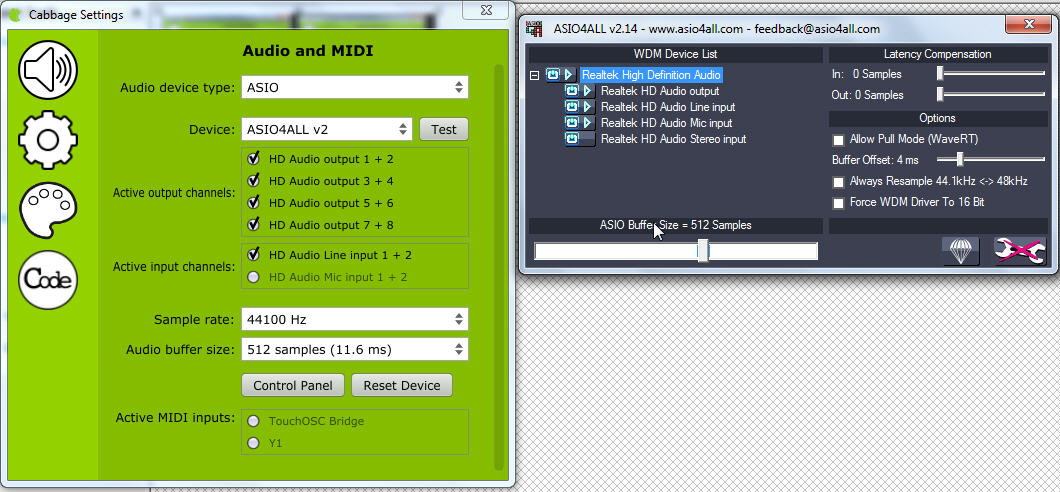 Cabbage Settings
Audio and MIDI
Audio device type: ASIO
Device: ASIO4ALL v2 Test
Active output channels:
HD Audio output 1 + 2
HD Audio output 3 + 4
HD Audio output 5 + 6
HD Audio output 7 + 8
Active input channels:
HD Audio Line input 1 + 2
HD Audio Mic input 1 + 2
Sample rate: 44100 Hz
Audio buffer size: 512 samples (11.6 ms)
Control Panel Reset Device
Active MIDI inputs:
TouchOSC Bridge
Y1
Code
ASIO4ALL v2.14 - www.asio4all.com - feedback@asio4all.com
WDM Device List
Realtek High Definition Audio
Realtek HD Audio output
Realtek HD Audio Line input
Realtek HD Audio Mic input
Realtek HD Audio Stereo input
ASIO Buffer Size = 512 Samples
Latency Compensation
In: 0 Samples
Out: 0 Samples
Options
Allow Pull Mode (WaveRT)
Buffer Offset: 4 ms
Always Resample 44.1kHz <-> 48kHz
Force WDM Driver To 16 Bit